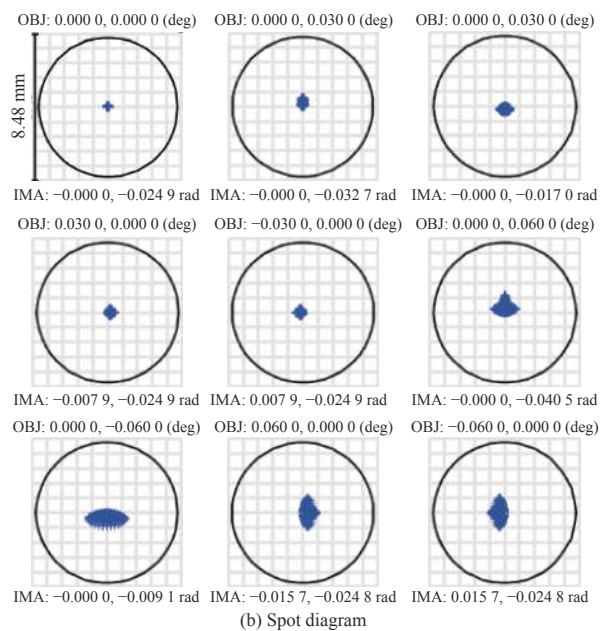 OBJ: 0.000 0, 0.000 0 (deg) OBJ: 0.000 0, 0.030 0 (deg) OBJ: 0.000 0, 0.030 0 (deg)
8.48 mm
IMA: −0.000 0, −0.024 9 rad IMA: −0.000 0, −0.032 7 rad IMA: −0.000 0, −0.017 0 rad
OBJ: 0.030 0, 0.000 0 (deg) OBJ: −0.030 0, 0.000 0 (deg) OBJ: 0.000 0, 0.060 0 (deg)
IMA: −0.007 9, −0.024 9 rad IMA: 0.007 9, −0.024 9 rad IMA: −0.000 0, −0.040 5 rad
OBJ: 0.000 0, −0.060 0 (deg) OBJ: 0.060 0, 0.000 0 (deg) OBJ: −0.060 0, 0.000 0 (deg)
IMA: −0.000 0, −0.009 1 rad IMA: −0.015 7, −0.024 8 rad IMA: 0.015 7, −0.024 8 rad
(b) Spot diagram